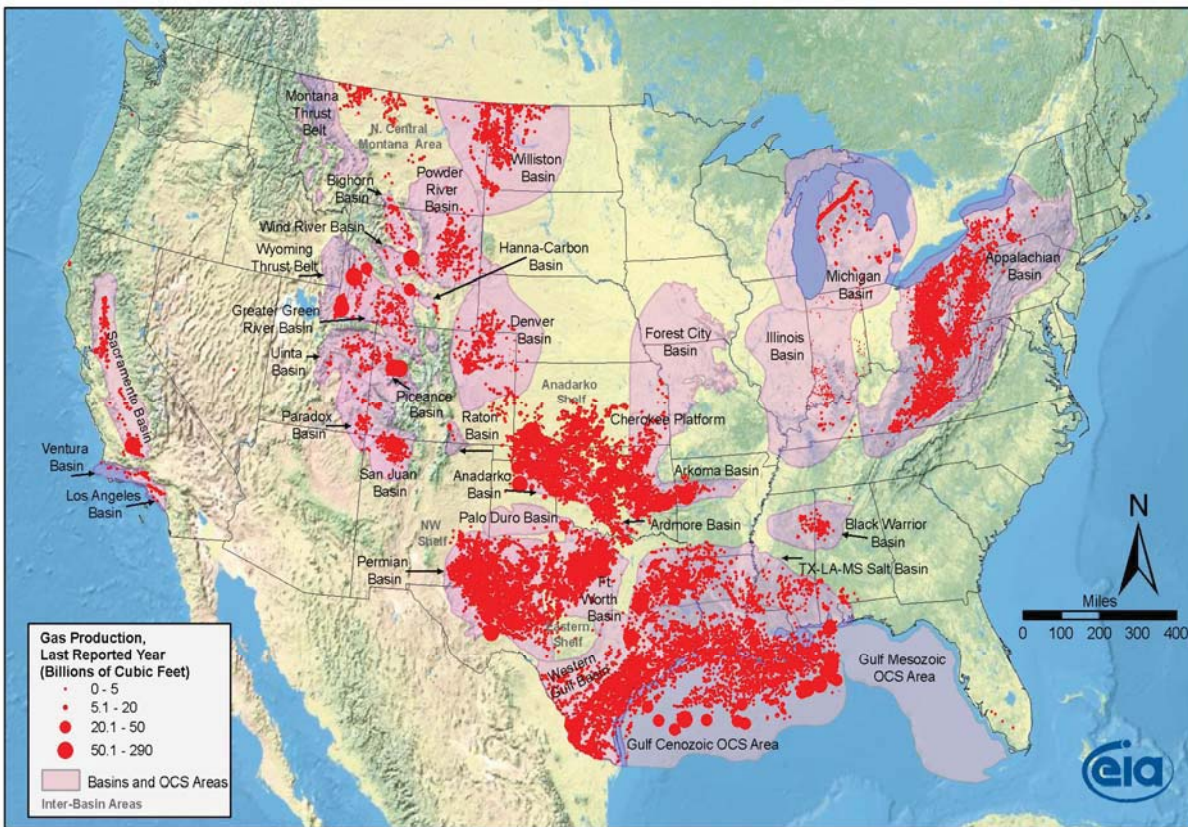 Montana
Thrust Belt
N. Central
Montana Area
Williston
Basin
Bighorn
Basin
Powder
River
Basin
Wind River Basin
Wyoming
Thrust Belt
Hanna-Carbon
Basin
Greater Green
River Basin
Uinta
Basin
Denver
Basin
Forest City
Basin
Illinois
Basin
Michigan
Basin
Appalachian
Basin
Sacramento Basin
Piceance
Basin
Paradox
Basin
Raton
Basin
Anadarko
Shelf
Cherokee Platform
Ventura
Basin
Los Angeles
Basin
San Juan
Basin
Anadarko
Basin
Arkoma Basin
Palo Duro Basin
Ardmore Basin
Black Warrior
Basin
NW
Shelf
Permian
Basin
Ft.
Worth
Basin
TX-LA-MS Salt Basin
Eastern
Shelf
Western
Gulf Basin
Gulf Mesozoic
OCS Area
Gulf Cenozoic OCS Area
N
Miles
0 100 200 300 400
Gas Production,
Last Reported Year
(Billions of Cubic Feet)
0 - 5
5.1 - 20
20.1 - 50
50.1 - 290
Basins and OCS Areas
Inter-Basin Areas
eia